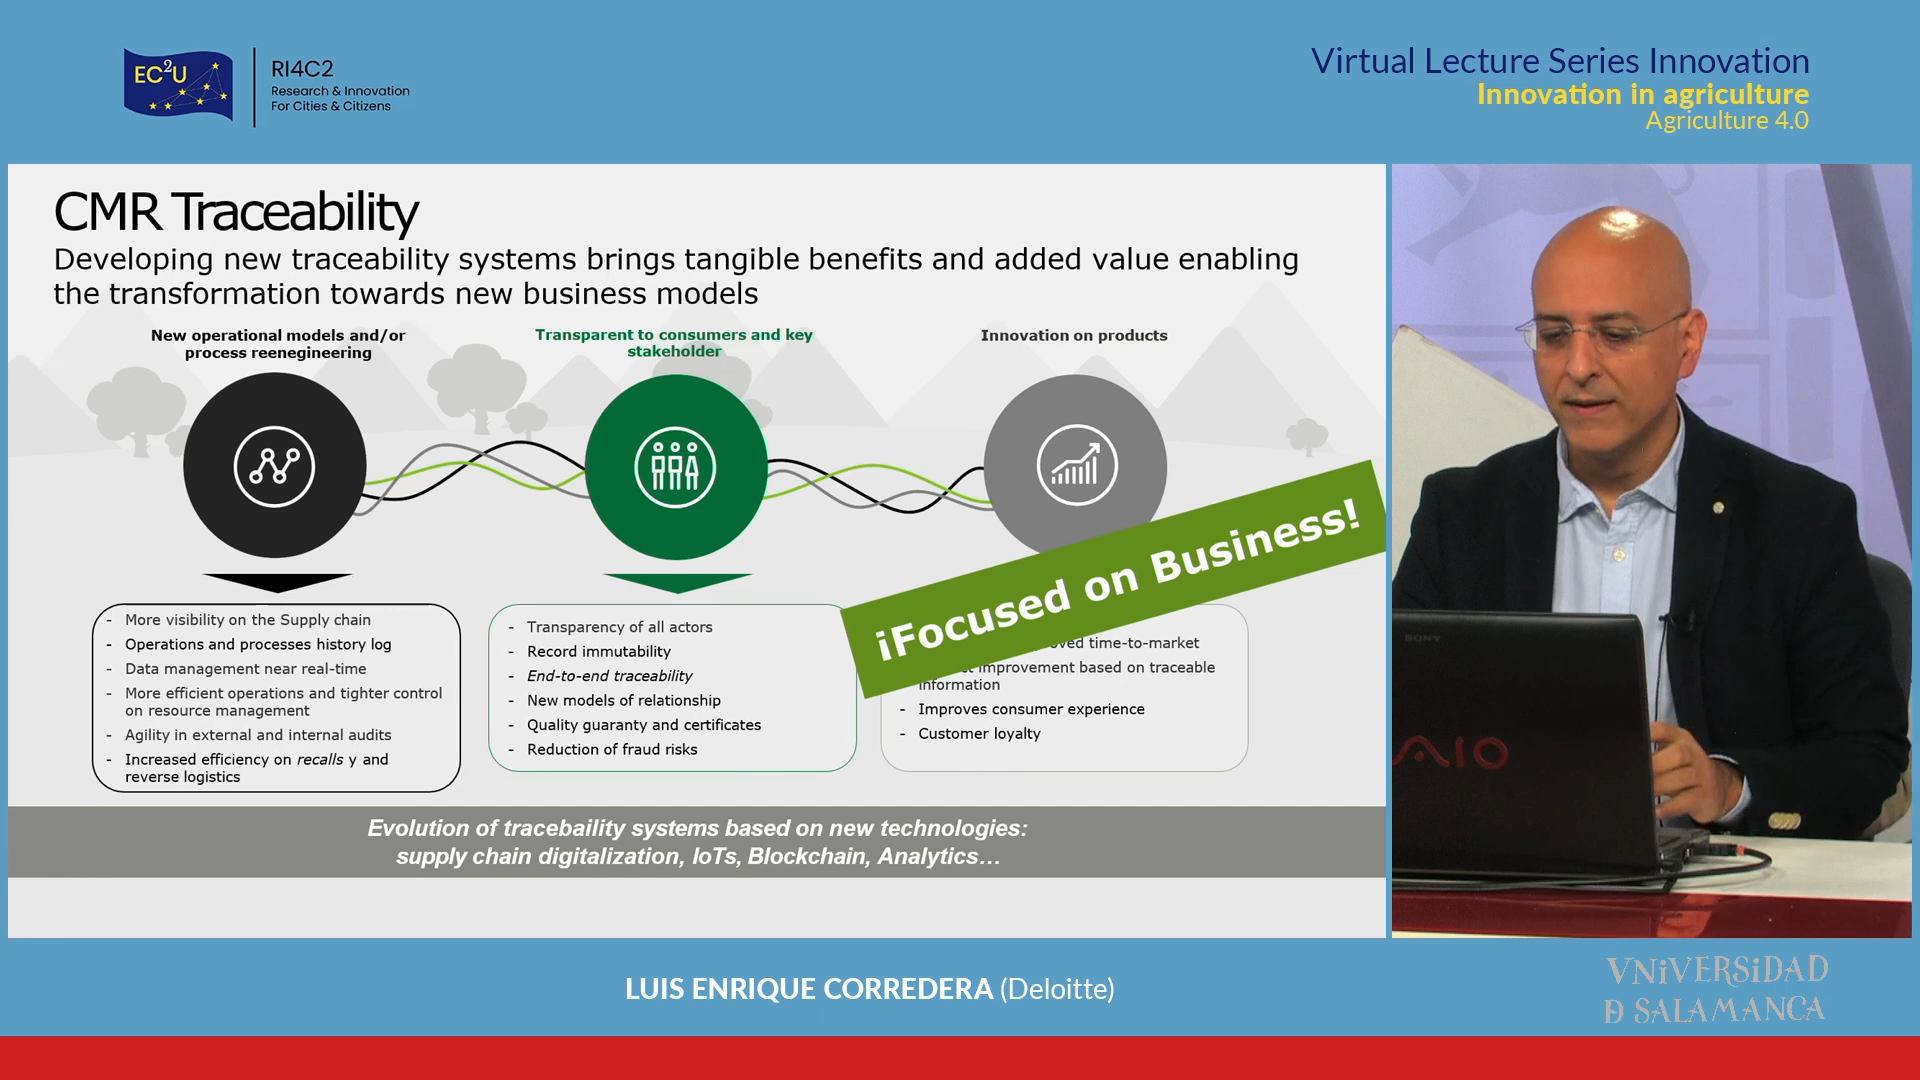 EC2U
RI4C2
Research & Innovation
For Cities & Citizens
Virtual Lecture Series Innovation
Innovation in agriculture
Agriculture 4.0
CMR Traceability
Developing new traceability systems brings tangible benefits and added value enabling
the transformation towards new business models
New operational models and/or
process reenegineering
- More visibility on the Supply chain
- Operations and processes history log
- Data management near real-time
- More efficient operations and tighter control
on resource management
- Agility in external and internal audits
- Increased efficiency on recalls y and
reverse logistics
Transparent to consumers and key
stakeholder
- Transparency of all actors
- Record immutability
- End-to-end traceability
- New models of relationship
- Quality guaranty and certificates
- Reduction of fraud risks
Innovation on products
¡Focused on Business!
time-to-market
improvement based on traceable
information
- Improves consumer experience
- Customer loyalty
Evolution of tracebaility systems based on new technologies:
supply chain digitalization, IoTs, Blockchain, Analytics…
SONY
VAIO
LUIS ENRIQUE CORREDERA (Deloitte)
VNiVERSiDAD
Ð SALAMANCA